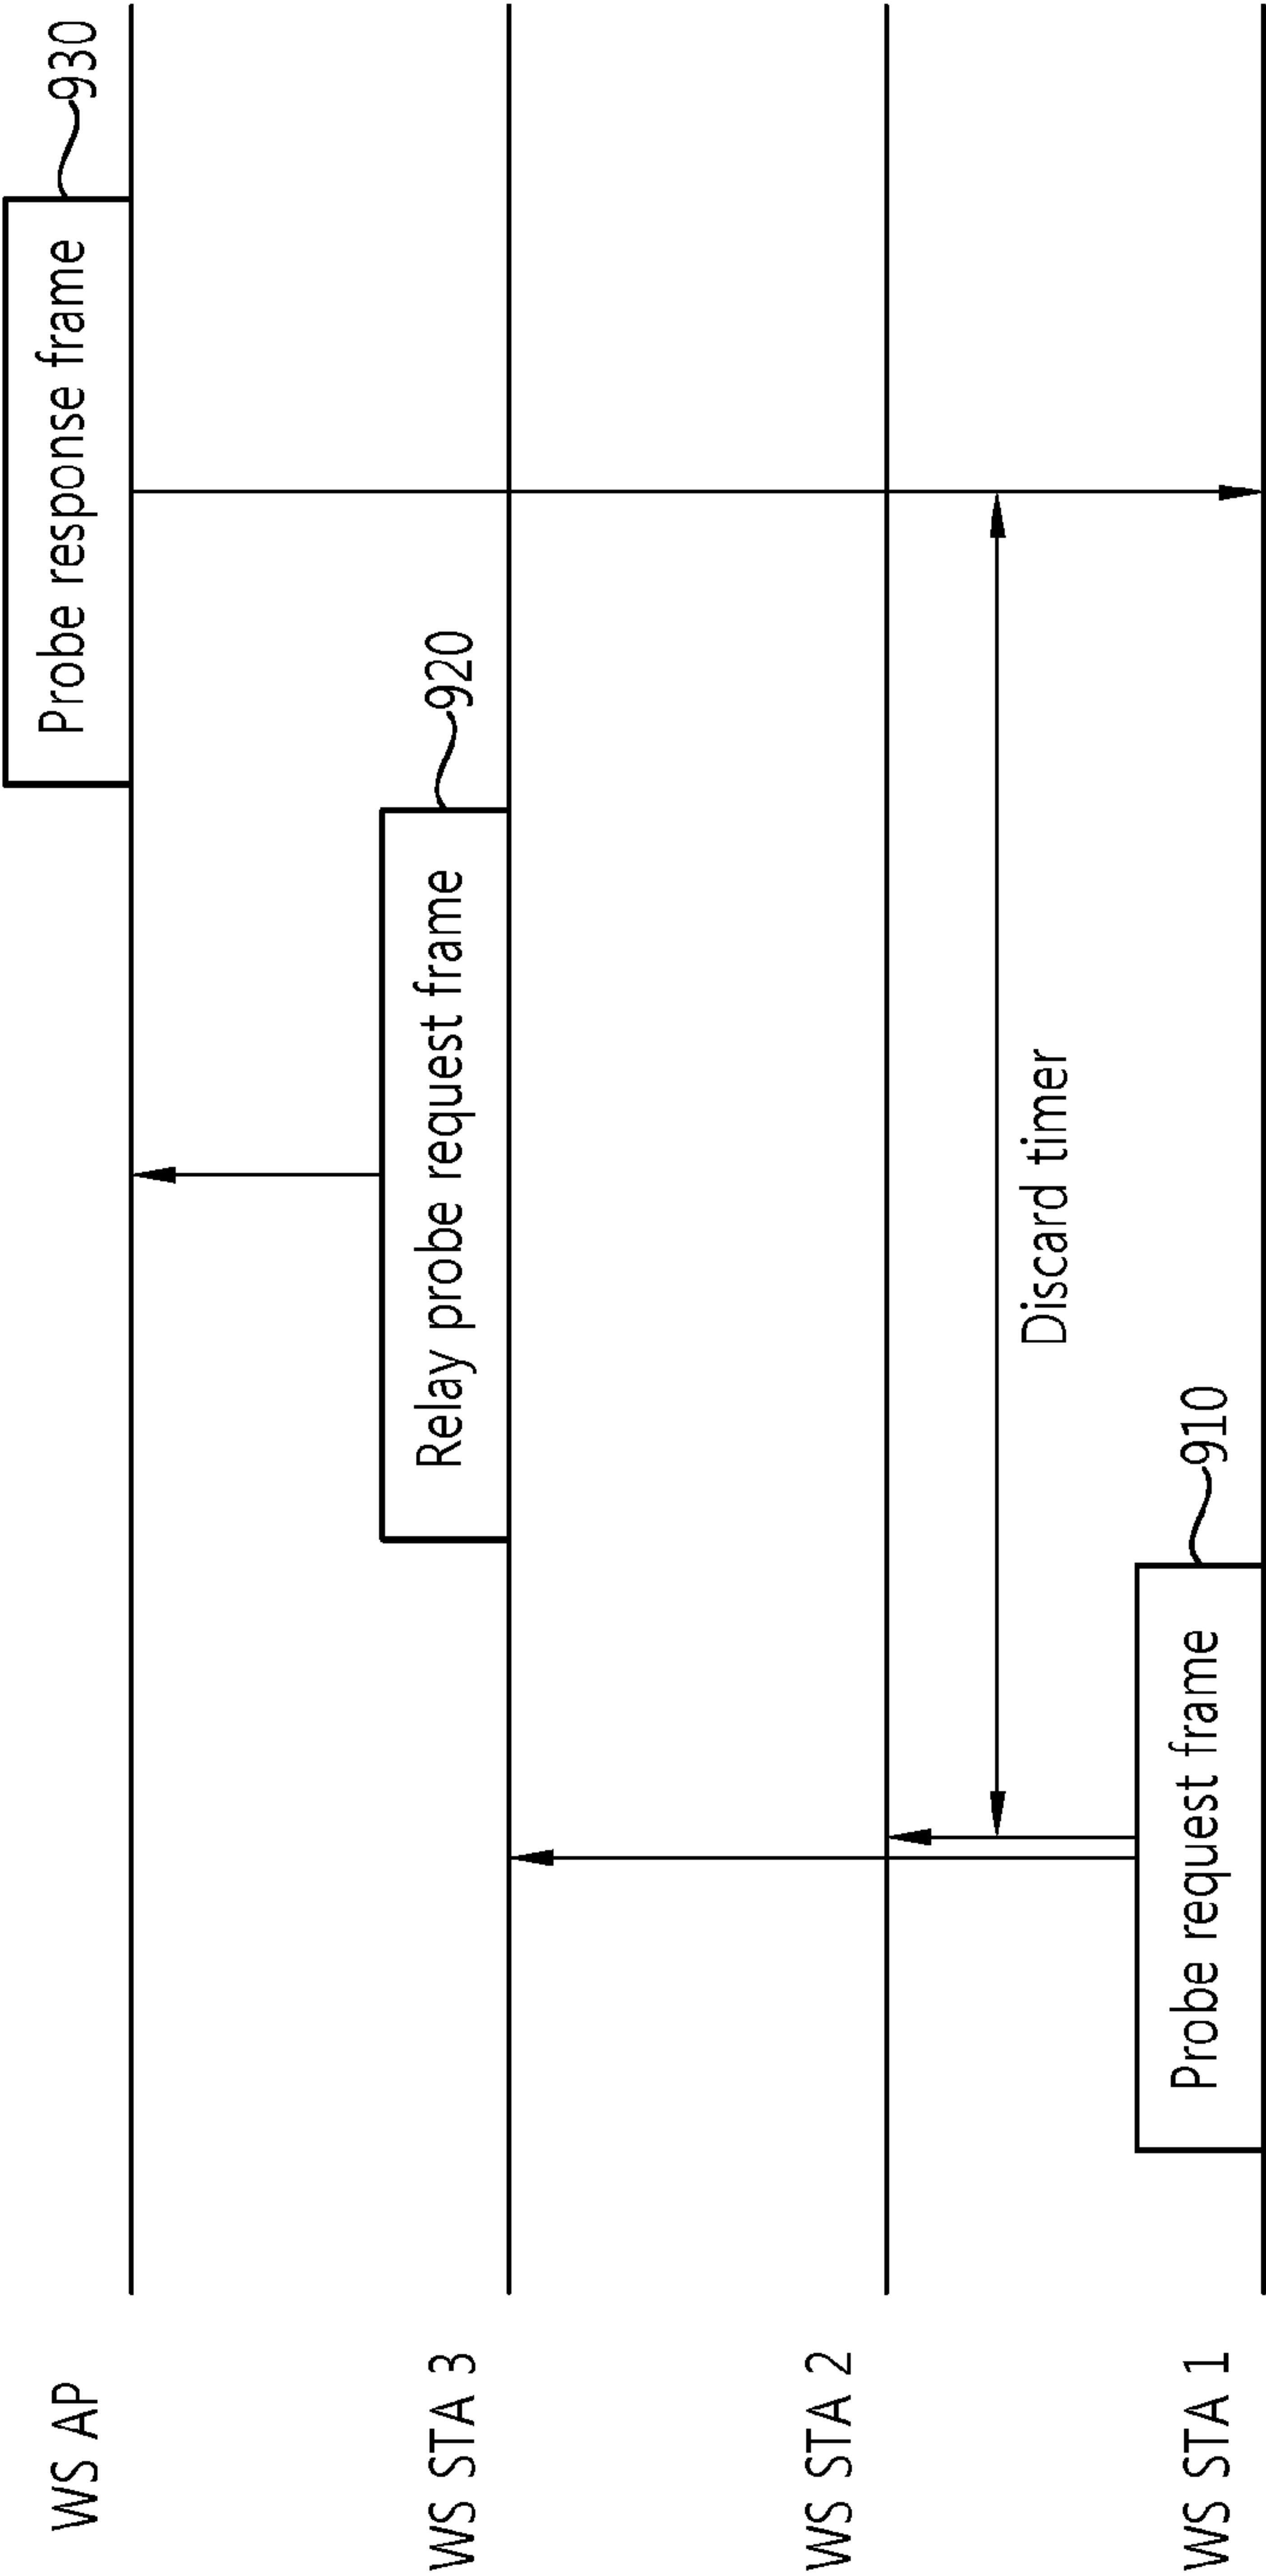 WS AP
Probe response frame
930
WS STA 3
Relay probe request frame
920
WS STA 2
Discard timer
WS STA 1
Probe request frame
910